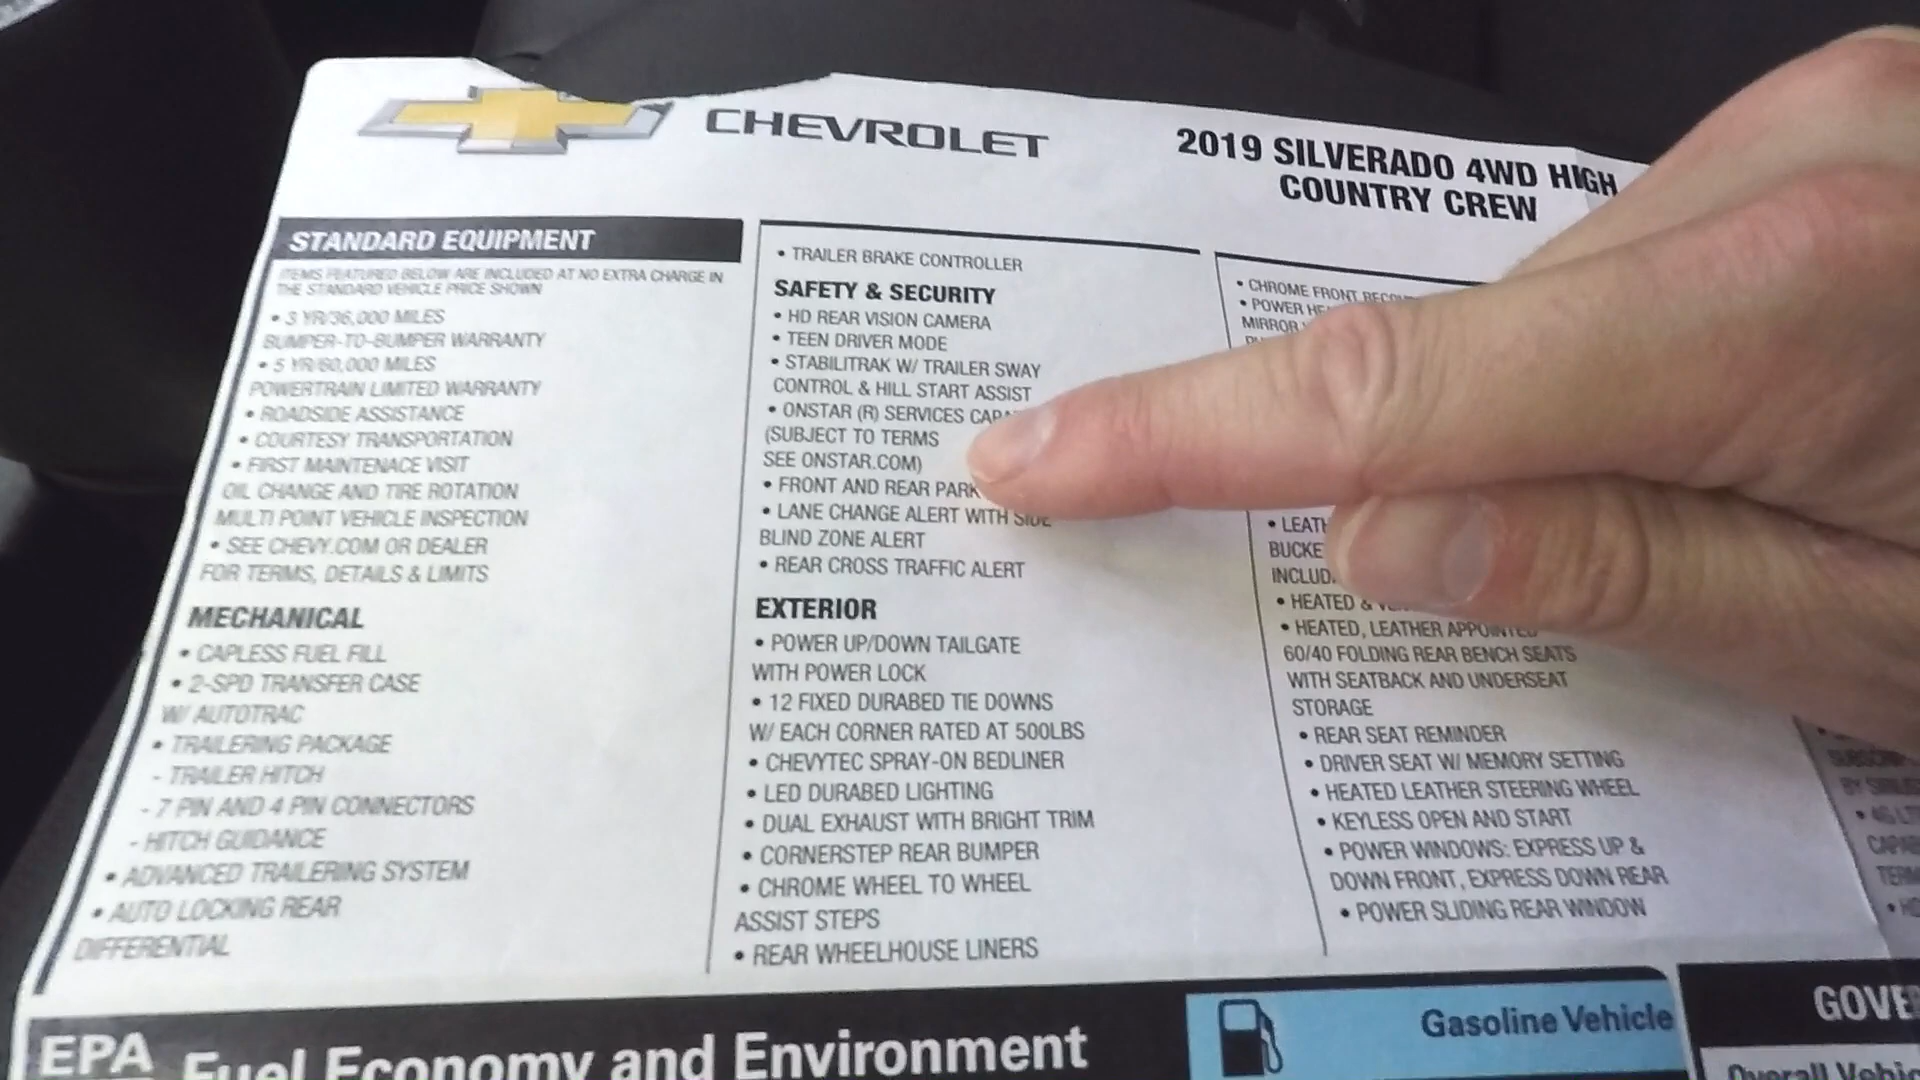 CHEVROLET
2019 SILVERADO 4WD HIGH
COUNTRY CREW
STANDARD EQUIPMENT
ITEMS FEATURED BELOW ARE INCLUDED AT NO EXTRA CHARGE IN
THE STANDARD VEHICLE PRICE SHOWN
• 3 YR/36,000 MILES
BUMPER-TO-BUMPER WARRANTY
• 5 YR/60,000 MILES
POWERTRAIN LIMITED WARRANTY
• ROADSIDE ASSISTANCE
• COURTESY TRANSPORTATION
• FIRST MAINTENACE VISIT
OIL CHANGE AND TIRE ROTATION
MULTI POINT VEHICLE INSPECTION
• SEE CHEVY.COM OR DEALER
FOR TERMS, DETAILS & LIMITS
MECHANICAL
• CAPLESS FUEL FILL
• 2-SPD TRANSFER CASE
W/ AUTOTRAC
• TRAILERING PACKAGE
- TRAILER HITCH
- 7 PIN AND 4 PIN CONNECTORS
- HITCH GUIDANCE
• ADVANCED TRAILERING SYSTEM
• AUTO LOCKING REAR
DIFFERENTIAL
• TRAILER BRAKE CONTROLLER
SAFETY & SECURITY
• HD REAR VISION CAMERA
• TEEN DRIVER MODE
• STABILITRAK W/ TRAILER SWAY
CONTROL & HILL START ASSIST
• ONSTAR (R) SERVICES
(SUBJECT TO TERMS
SEE ONSTAR.COM)
• FRONT AND REAR PARK
• LANE CHANGE ALERT WITH SIDE
BLIND ZONE ALERT
• REAR CROSS TRAFFIC ALERT
EXTERIOR
• POWER UP/DOWN TAILGATE
WITH POWER LOCK
• 12 FIXED DURABED TIE DOWNS
W/ EACH CORNER RATED AT 500LBS
• CHEVYTEC SPRAY-ON BEDLINER
• LED DURABED LIGHTING
• DUAL EXHAUST WITH BRIGHT TRIM
• CORNERSTEP REAR BUMPER
• CHROME WHEEL TO WHEEL
ASSIST STEPS
• REAR WHEELHOUSE LINERS
• CHROME FRONT
• POWER
MIRROR
• HEATED &
• HEATED, LEATHER APPOINTED
60/40 FOLDING REAR BENCH SEATS
WITH SEATBACK AND UNDERSEAT
STORAGE
• REAR SEAT REMINDER
• DRIVER SEAT W/ MEMORY SETTING
• HEATED LEATHER STEERING WHEEL
• KEYLESS OPEN AND START
• POWER WINDOWS: EXPRESS UP &
DOWN FRONT, EXPRESS DOWN REAR
• POWER SLIDING REAR WINDOW
EPA
Fuel Economy and Environment
Gasoline Vehicle
Overall